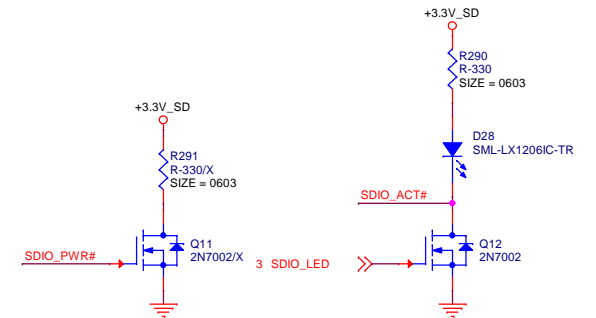 +3.3V_SD
R290
R-330
SIZE = 0603
+3.3V_SD
R291
R-330/X
SIZE = 0603
D28
SML-LX1206IC-TR
SDIO_ACT#
Q11
2N7002/X
Q12
2N7002
SDIO_PWR#
3 SDIO_LED